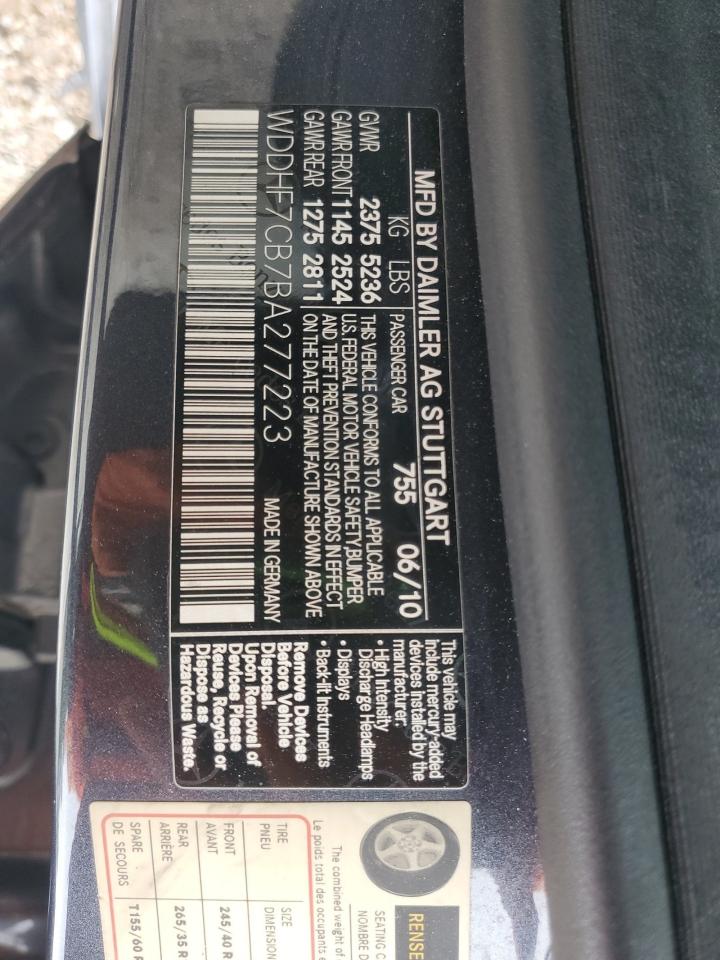 MFD BY DAIMLER AG STUTTGART
PASSENGER CAR 755 06/10
KG LBS
GVWR 2375 5236
GAWR FRONT 1145 2524
GAWR REAR 1275 2811
THIS VEHICLE CONFORMS TO ALL APPLICABLE
U.S. FEDERAL MOTOR VEHICLE SAFETY,BUMPER
AND THEFT PREVENTION STANDARDS IN EFFECT
ON THE DATE OF MANUFACTURE SHOWN ABOVE
WDDHF7CB7BA277223 MADE IN GERMANY
This vehicle may
include mercury-added
devices installed by the
manufacturer:
• High Intensity
Discharge Headlamps
• Displays
• Back-lit Instruments
Remove Devices
Before Vehicle
Disposal.
Upon Removal of
Devices Please
Reuse, Recycle or
Dispose as
Hazardous Waste.
RENSE
SEATING C
NOMBRE D
The combined weight of
Le poids total des occupants e
TIRE SIZE
PNEU DIMENSION
FRONT 245/40 R
AVANT
REAR 265/35 R
ARRIÈRE
SPARE T155/60 R
DE SECOURS